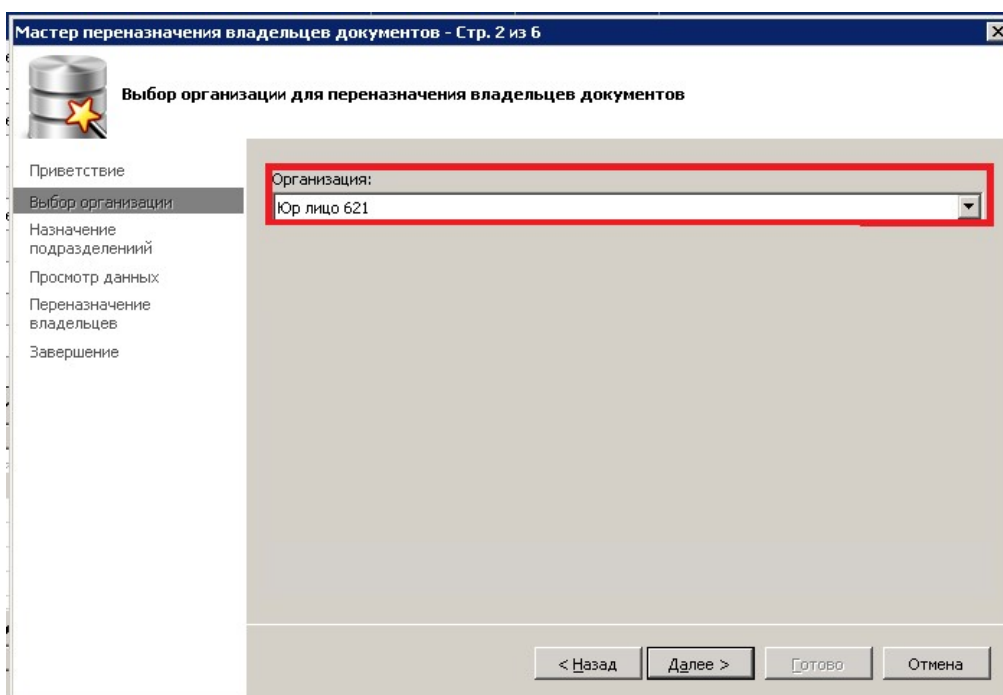 Мастер переназначения владельцев документов - Стр. 2 из 6
Выбор организации для переназначения владельцев документов
Приветствие
Выбор организации
Назначение
подразделениий
Просмотр данных
Переназначение
владельцев
Завершение
Организация:
Юр лицо 621
< Назад
Далее >
Готово
Отмена